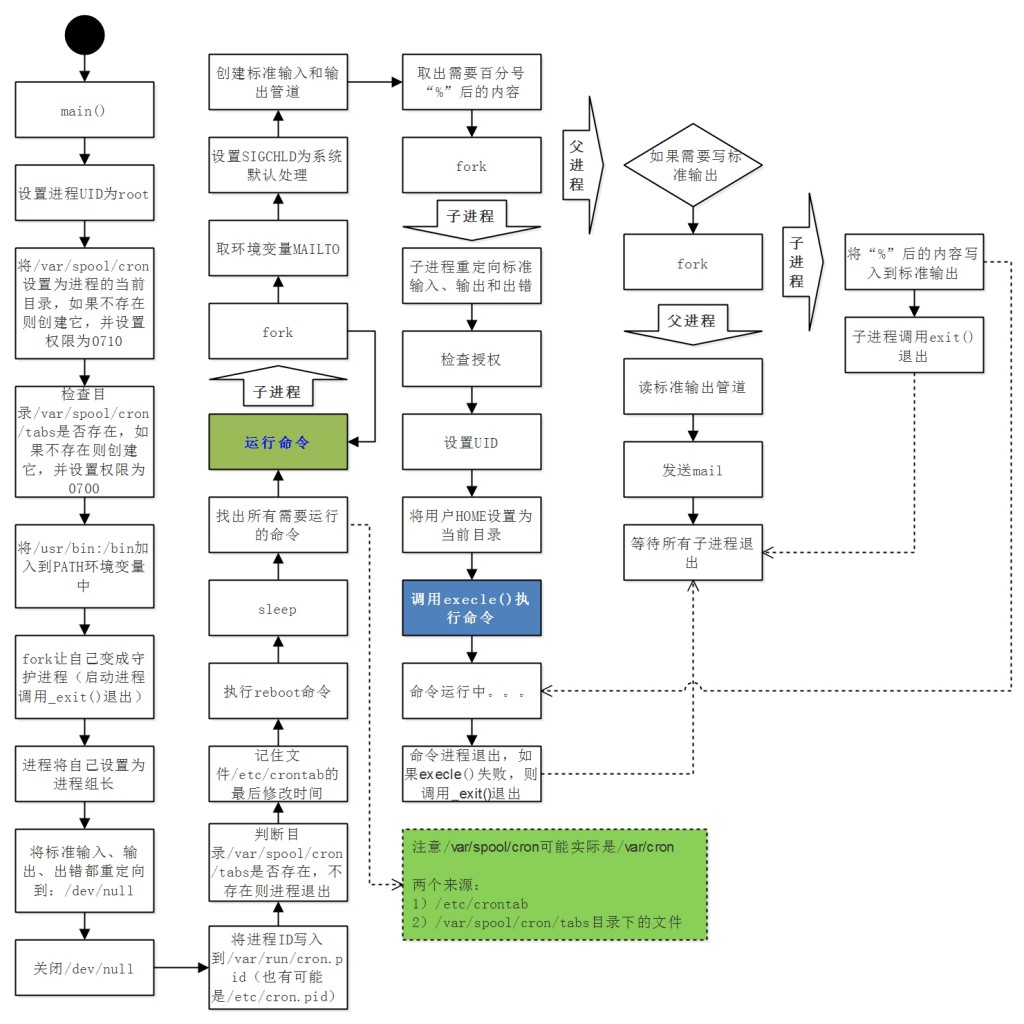 main()
设置进程UID为root
将/var/spool/cron
设置为进程的当前
目录，如果不存在
则创建它，并设置
权限为0710
检查目
录/var/spool/cron
/tabs是否存在，如
果不存在则创建
它，并设置权限为
0700
将/usr/bin:/bin加
入到PATH环境变量
中
fork让自己变成守
护进程（启动进程
调用_exit()退出）
进程将自己设置为
进程组长
将标准输入、输
出、出错都重定向
到：/dev/null
关闭/dev/null
将进程ID写入
到/var/run/cron.p
id（也有可能
是/etc/cron.pid）
判断目
录/var/spool/cron
/tabs是否存在，不
存在则进程退出
记住文
件/etc/crontab的
最后修改时间
执行reboot命令
sleep
找出所有需要运行
的命令
运行命令
子进程
fork
取环境变量MAILTO
设置SIGCHLD为系统
默认处理
创建标准输入和输
出管道
取出需要百分号
“%”后的内容
fork
子进程
子进程重定向标准
输入、输出和出错
检查授权
设置UID
将用户HOME设置为
当前目录
调用execle()执
行命令
命令运行中。。。
命令进程退出，如
果execle()失败，则
调用_exit()退出
父
进
程
如果需要写标
准输出
fork
父进程
读标准输出管道
发送mail
等待所有子进程退
出
子
进
程
将“%”后的内容写
入到标准输出
子进程调用exit()
退出
注意/var/spool/cron可能实际是/var/cron
两个来源：
1）/etc/crontab
2）/var/spool/cron/tabs目录下的文件